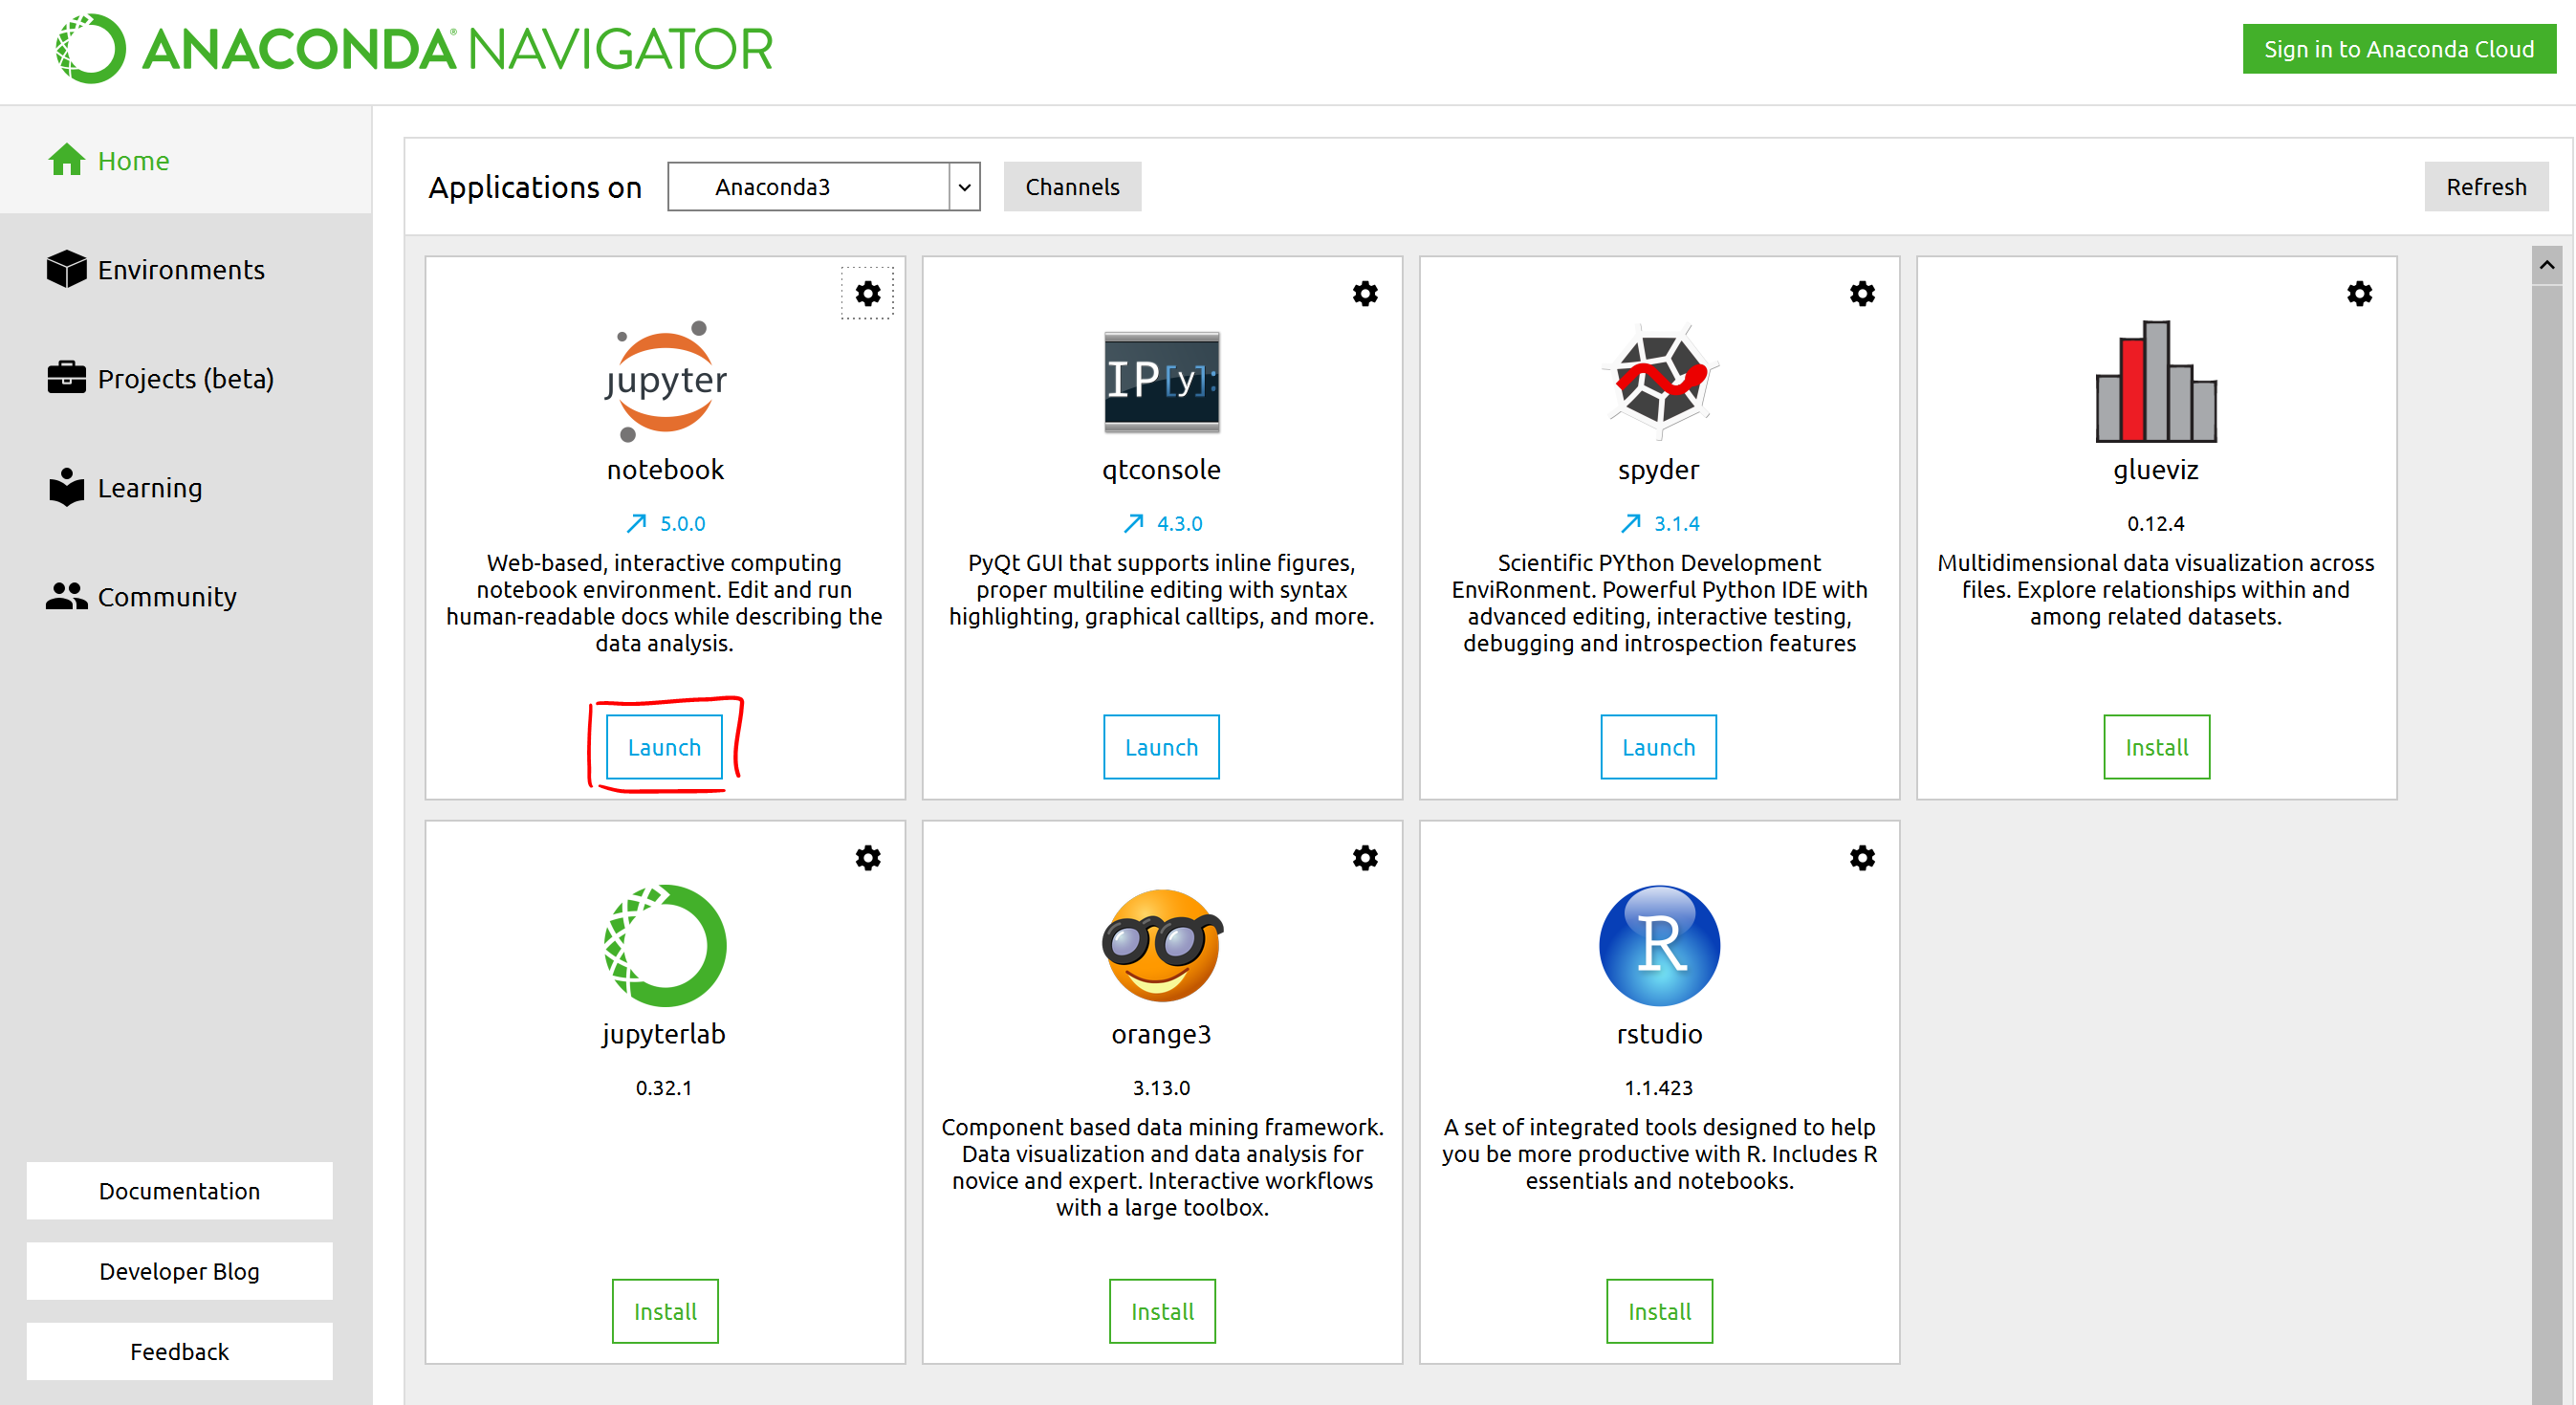 ANACONDA® NAVIGATOR
Sign in to Anaconda Cloud
Home
Environments
Projects (beta)
Learning
Community
Documentation
Developer Blog
Feedback
Applications on
Anaconda3
Channels
Refresh
jupyter
notebook
5.0.0
Web-based, interactive computing
notebook environment. Edit and run
human-readable docs while describing the
data analysis.
Launch
IP[y]:
qtconsole
4.3.0
PyQt GUI that supports inline figures,
proper multiline editing with syntax
highlighting, graphical calltips, and more.
Launch
spyder
3.1.4
Scientific PYthon Development
EnviRonment. Powerful Python IDE with
advanced editing, interactive testing,
debugging and introspection features
Launch
glueviz
0.12.4
Multidimensional data visualization across
files. Explore relationships within and
among related datasets.
Install
jupyterlab
0.32.1
Install
orange3
3.13.0
Component based data mining framework.
Data visualization and data analysis for
novice and expert. Interactive workflows
with a large toolbox.
Install
R
rstudio
1.1.423
A set of integrated tools designed to help
you be more productive with R. Includes R
essentials and notebooks.
Install